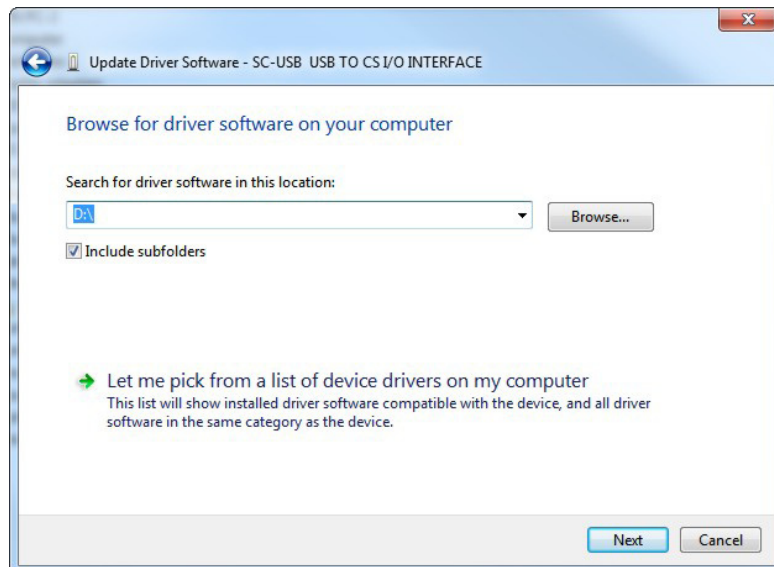 Update Driver Software - SC-USB USB TO CS I/O INTERFACE
Browse for driver software on your computer
Search for driver software in this location:
D:\
Browse...
Include subfolders
Let me pick from a list of device drivers on my computer
This list will show installed driver software compatible with the device, and all driver
software in the same category as the device.
Next
Cancel